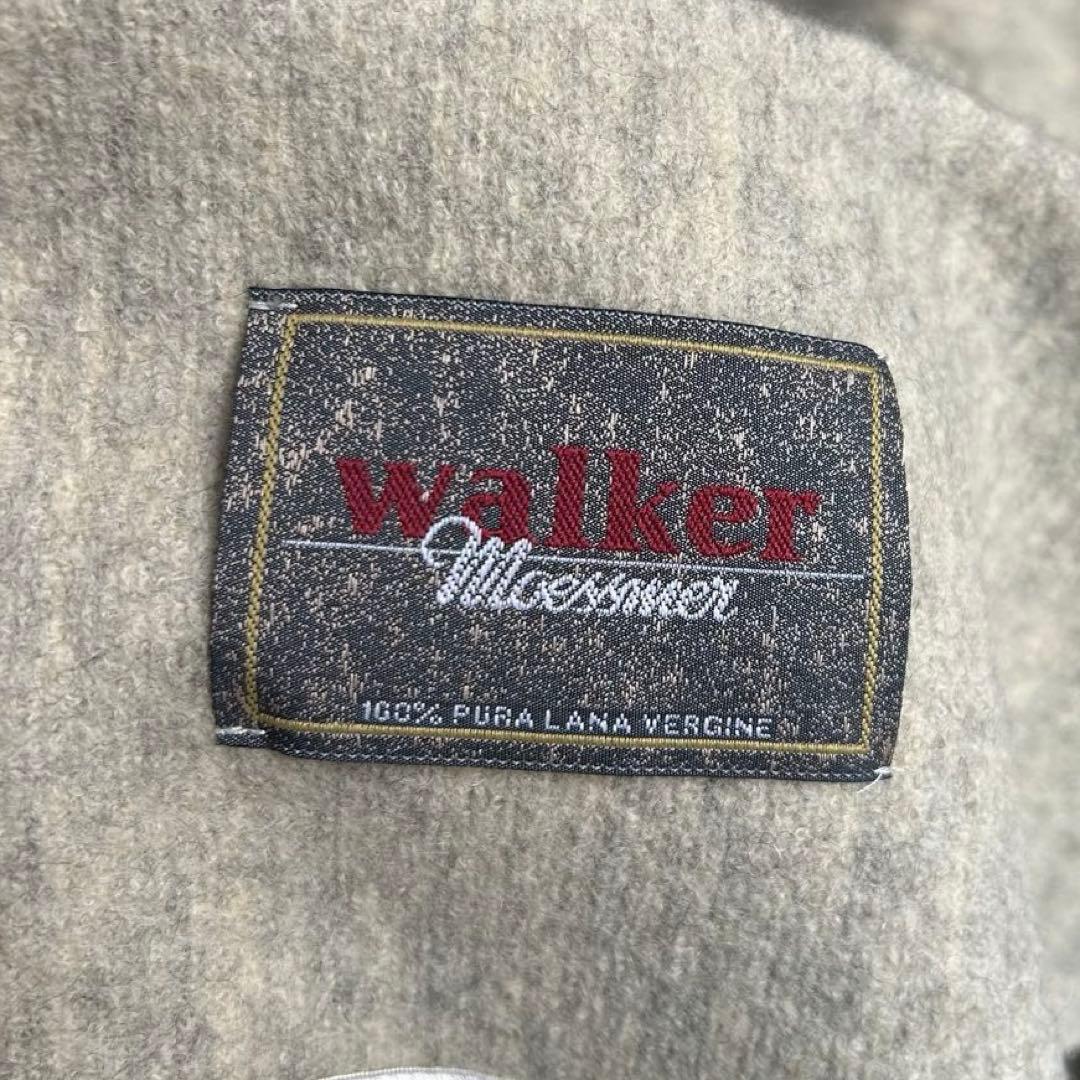 walker
Moessmer
100% PURA LANA VERGINE